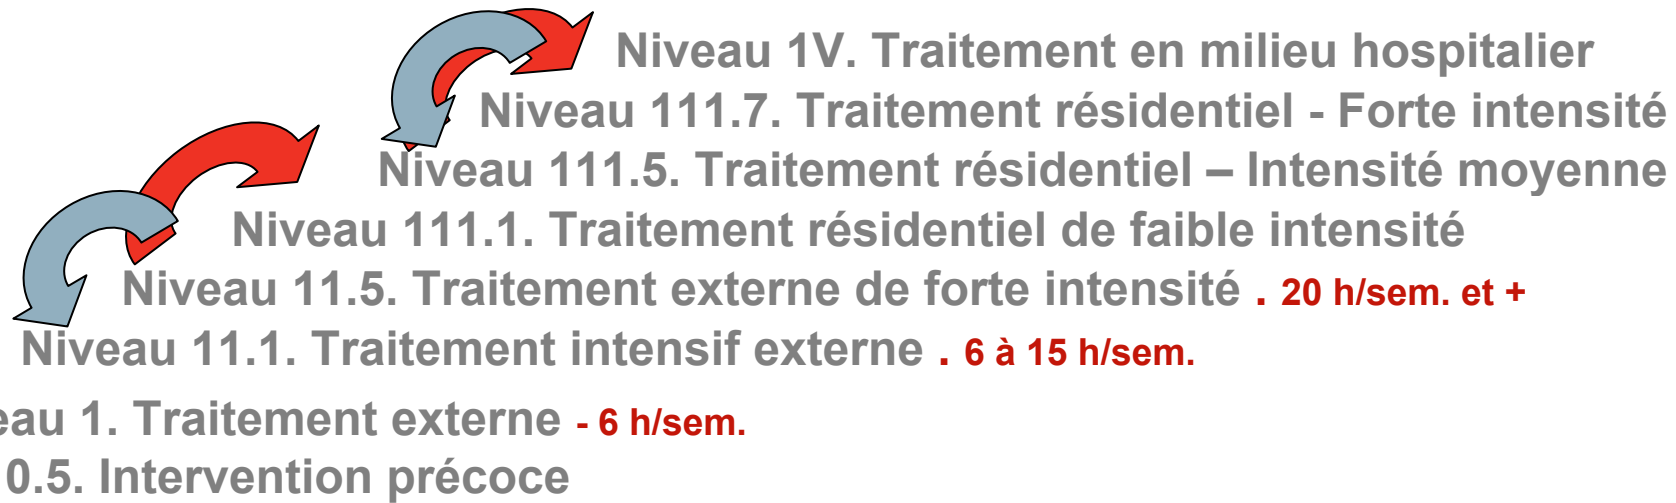 Niveau 1V. Traitement en milieu hospitalier
Niveau 111.7. Traitement résidentiel - Forte intensité
Niveau 111.5. Traitement résidentiel – Intensité moyenne
Niveau 111.1. Traitement résidentiel de faible intensité
Niveau 11.5. Traitement externe de forte intensité . 20 h/sem. et +
Niveau 11.1. Traitement intensif externe . 6 à 15 h/sem.
eau 1. Traitement externe - 6 h/sem.
0.5. Intervention précoce